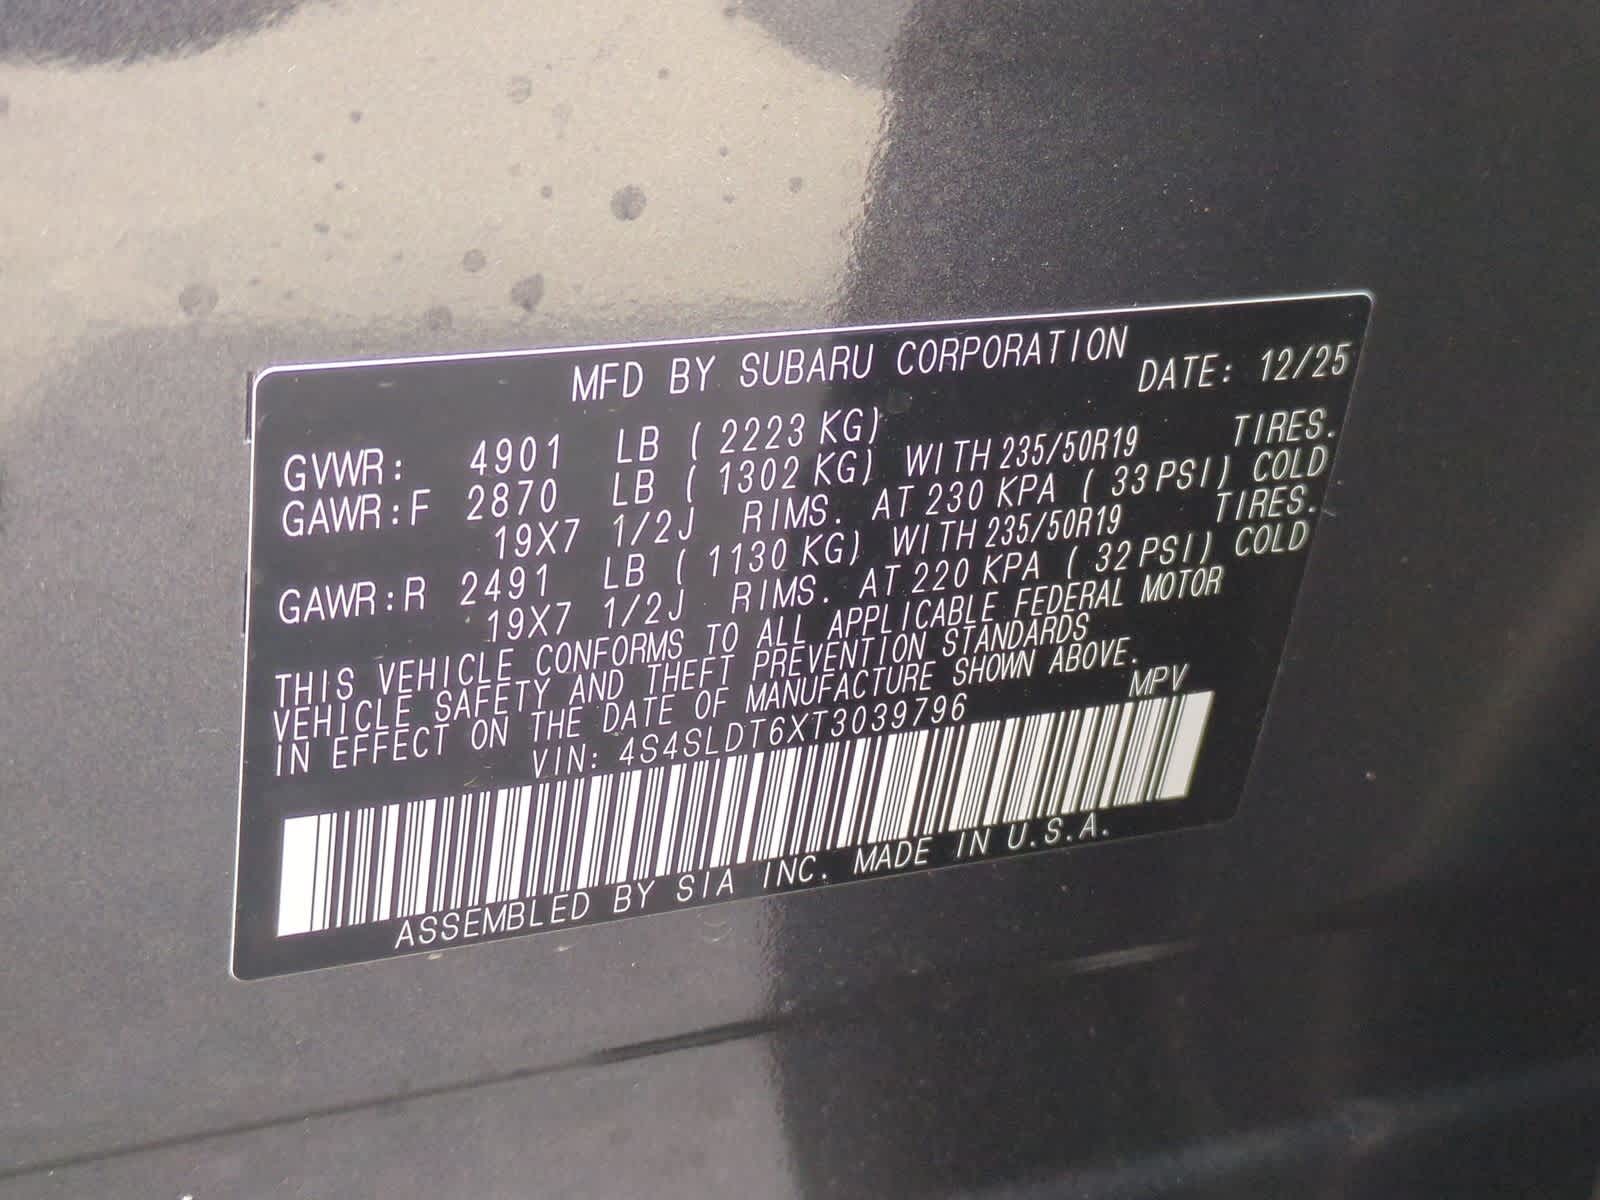 MFD BY SUBARU CORPORATION
DATE: 12/25
GVWR: 4901 LB ( 2223 KG)
GAWR:F 2870 LB ( 1302 KG) WITH 235/50R19 TIRES.
19X7 1/2J RIMS. AT 230 KPA ( 33 PSI) COLD
GAWR:R 2491 LB ( 1130 KG) WITH 235/50R19 TIRES.
19X7 1/2J RIMS. AT 220 KPA ( 32 PSI) COLD
THIS VEHICLE CONFORMS TO ALL APPLICABLE FEDERAL MOTOR
VEHICLE SAFETY AND THEFT PREVENTION STANDARDS
IN EFFECT ON THE DATE OF MANUFACTURE SHOWN ABOVE.
VIN: 4S4SLDT6XT3039796 MPV
ASSEMBLED BY SIA INC. MADE IN U.S.A.